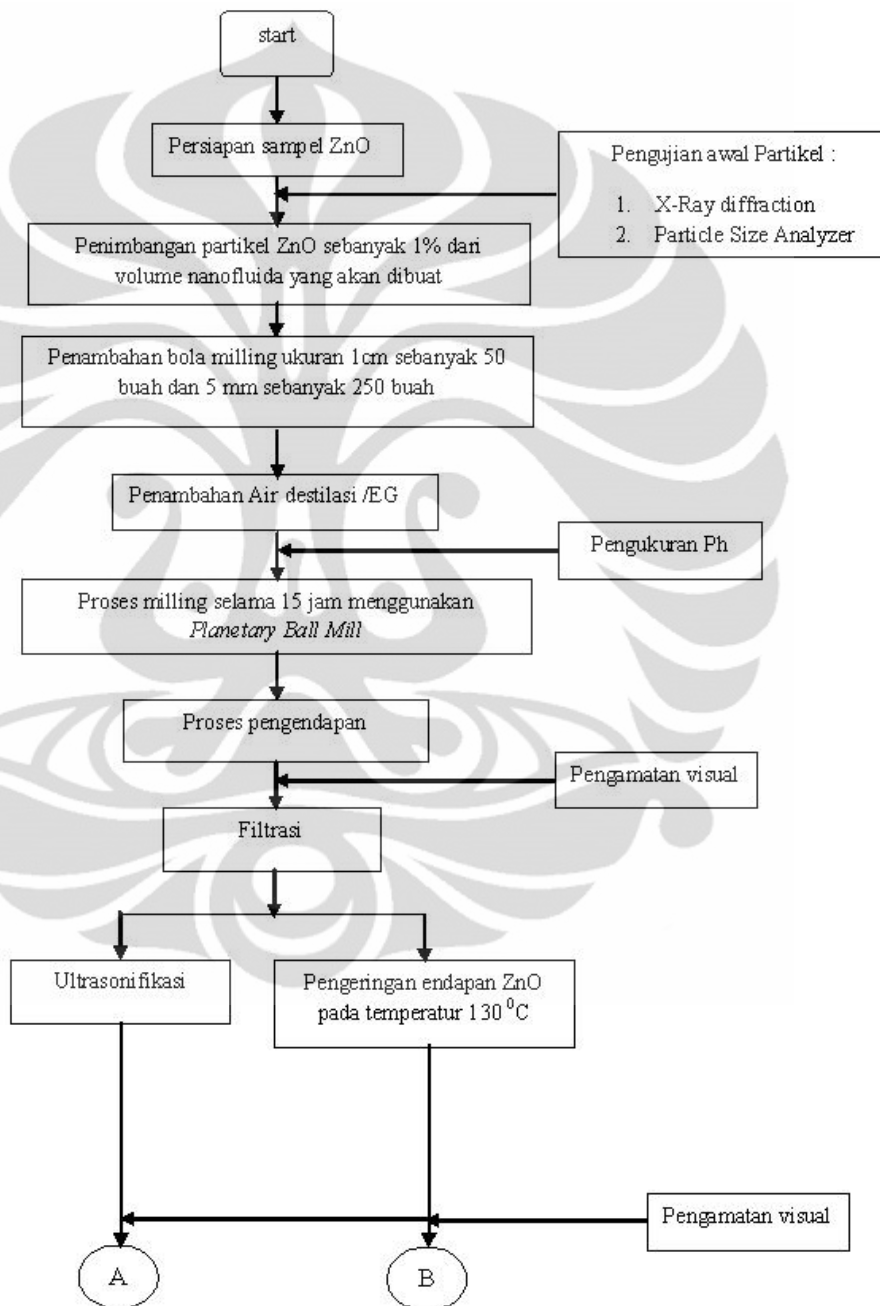 start
Persiapan sampel ZnO
Pengujian awal Partikel :
1. X-Ray diffraction
2. Particle Size Analyzer
Penimbangan partikel ZnO sebanyak 1% dari
volume nanofluida yang akan dibuat
Penambahan bola milling ukuran 1cm sebanyak 50
buah dan 5 mm sebanyak 250 buah
Penambahan Air destilasi /EG
Pengukuran Ph
Proses milling selama 15 jam menggunakan
Planetary Ball Mill
Proses pengendapan
Pengamatan visual
Filtrasi
Ultrasonifikasi
Pengeringan endapan ZnO
pada temperatur 130 ⁰C
Pengamatan visual
A
B